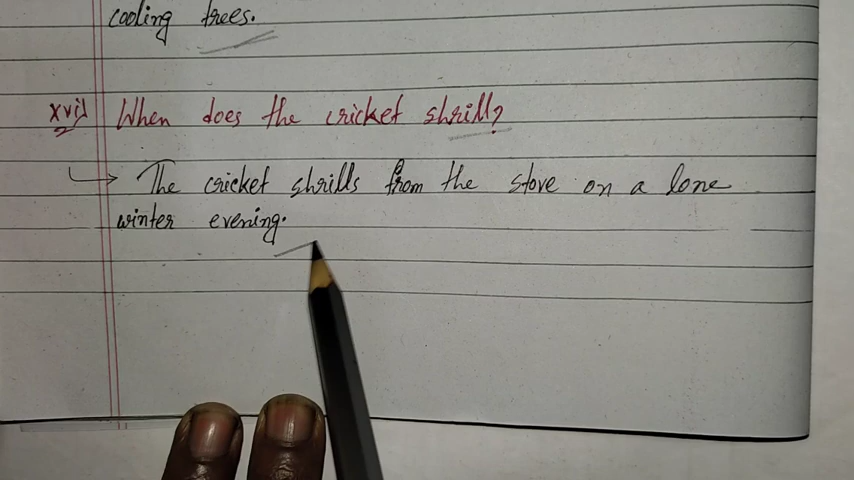 cooling trees.
xvii) When does the cricket shrill?
→ The cricket shrills from the stove on a lone
winter evening.